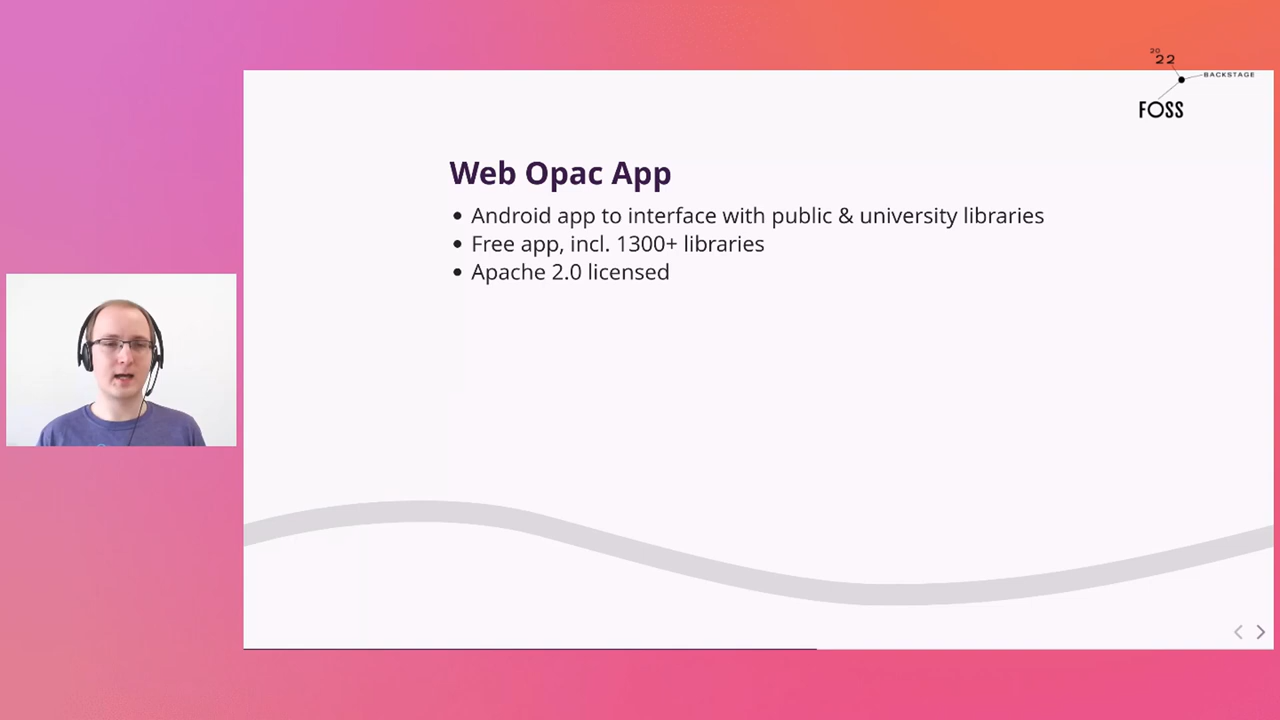 20
22
BACKSTAGE
FOSS
Web Opac App
• Android app to interface with public & university libraries
• Free app, incl. 1300+ libraries
• Apache 2.0 licensed